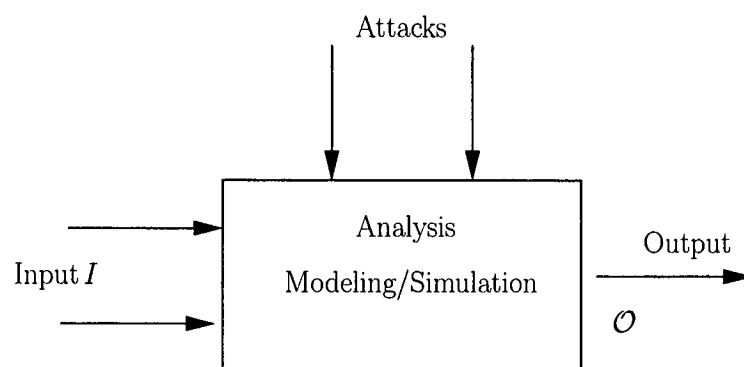 Attacks
Analysis
Modeling/Simulation
Input I
Output
𝒪